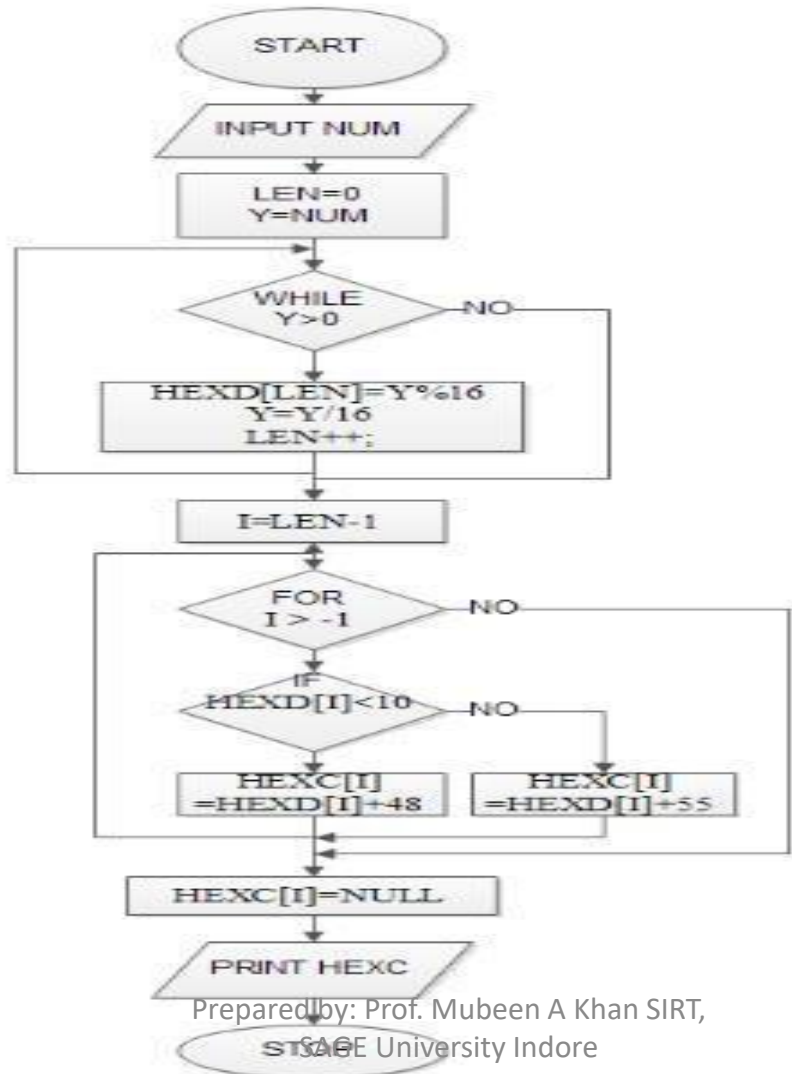 START
INPUT NUM
LEN=0
Y=NUM
WHILE
Y>0
NO
HEXD[LEN]=Y%16
Y=Y/16
LEN++;
I=LEN-1
FOR
I > -1
NO
IF
HEXD[I]<10
NO
HEXC[I]
=HEXD[I]+48
HEXC[I]
=HEXD[I]+55
HEXC[I]=NULL
PRINT HEXC
Prepared by: Prof. Mubeen A Khan SIRT,
STOP
SAGE University Indore